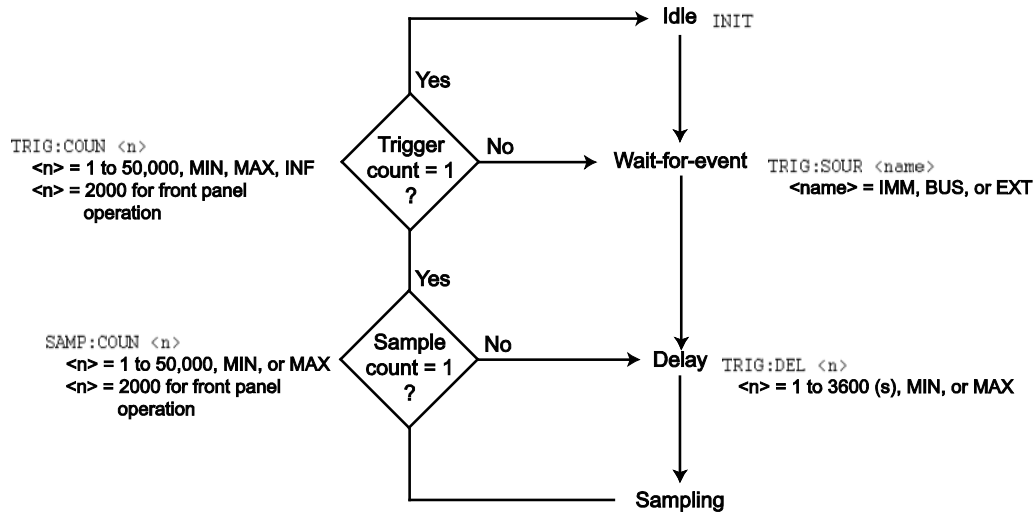 Idle INIT
Yes
TRIG:COUN <n>
<n> = 1 to 50,000, MIN, MAX, INF
<n> = 2000 for front panel
operation
Trigger
count = 1
?
No
Wait-for-event
TRIG:SOUR <name>
<name> = IMM, BUS, or EXT
Yes
SAMP:COUN <n>
<n> = 1 to 50,000, MIN, or MAX
<n> = 2000 for front panel
operation
Sample
count = 1
?
No
Delay
TRIG:DEL <n>
<n> = 1 to 3600 (s), MIN, or MAX
Sampling